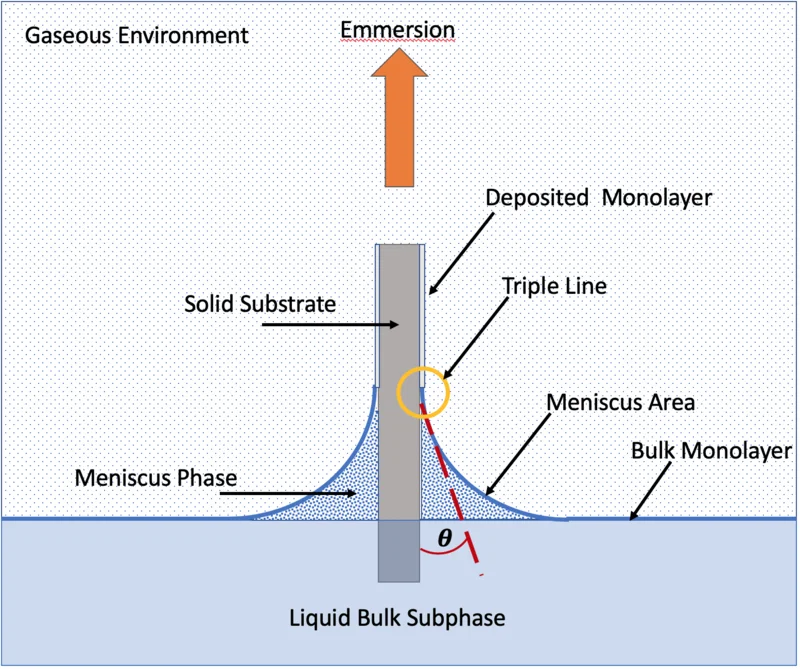 Gaseous Environment
Emmersion
Deposited Monolayer
Triple Line
Solid Substrate
Meniscus Area
Bulk Monolayer
Meniscus Phase
θ
Liquid Bulk Subphase